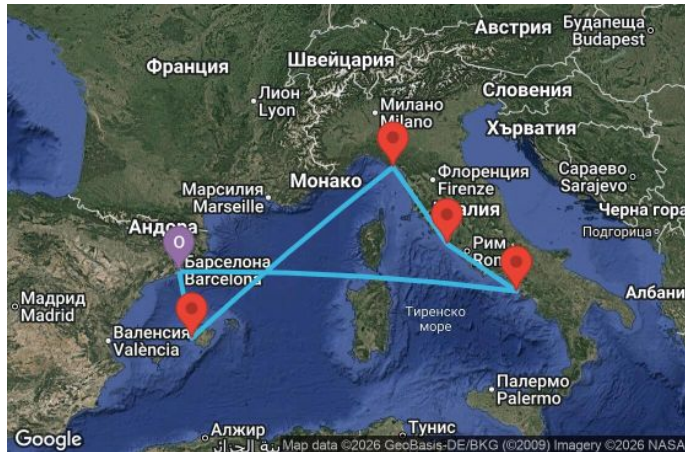 Австрия
Будапеща
Budapest
Швейцария
Франция
Лион
Lyon
Милано
Milano
Словения
Хърватия
Монако
Флоренция
Firenze
Сараево
Sarajevo
Марсилия
Marseille
Андора
алия
Черна гора
Подгорица
O
Барселона
Barcelona
Рим
Мадрид
Madrid
Валенсия
València
Тиренско
море
Албани
Палермо
Palermo
Алжир
Тунис
Google
Map data ©2026 GeoBasis-DE/BKG (©2009) Imagery ©2026 NASA